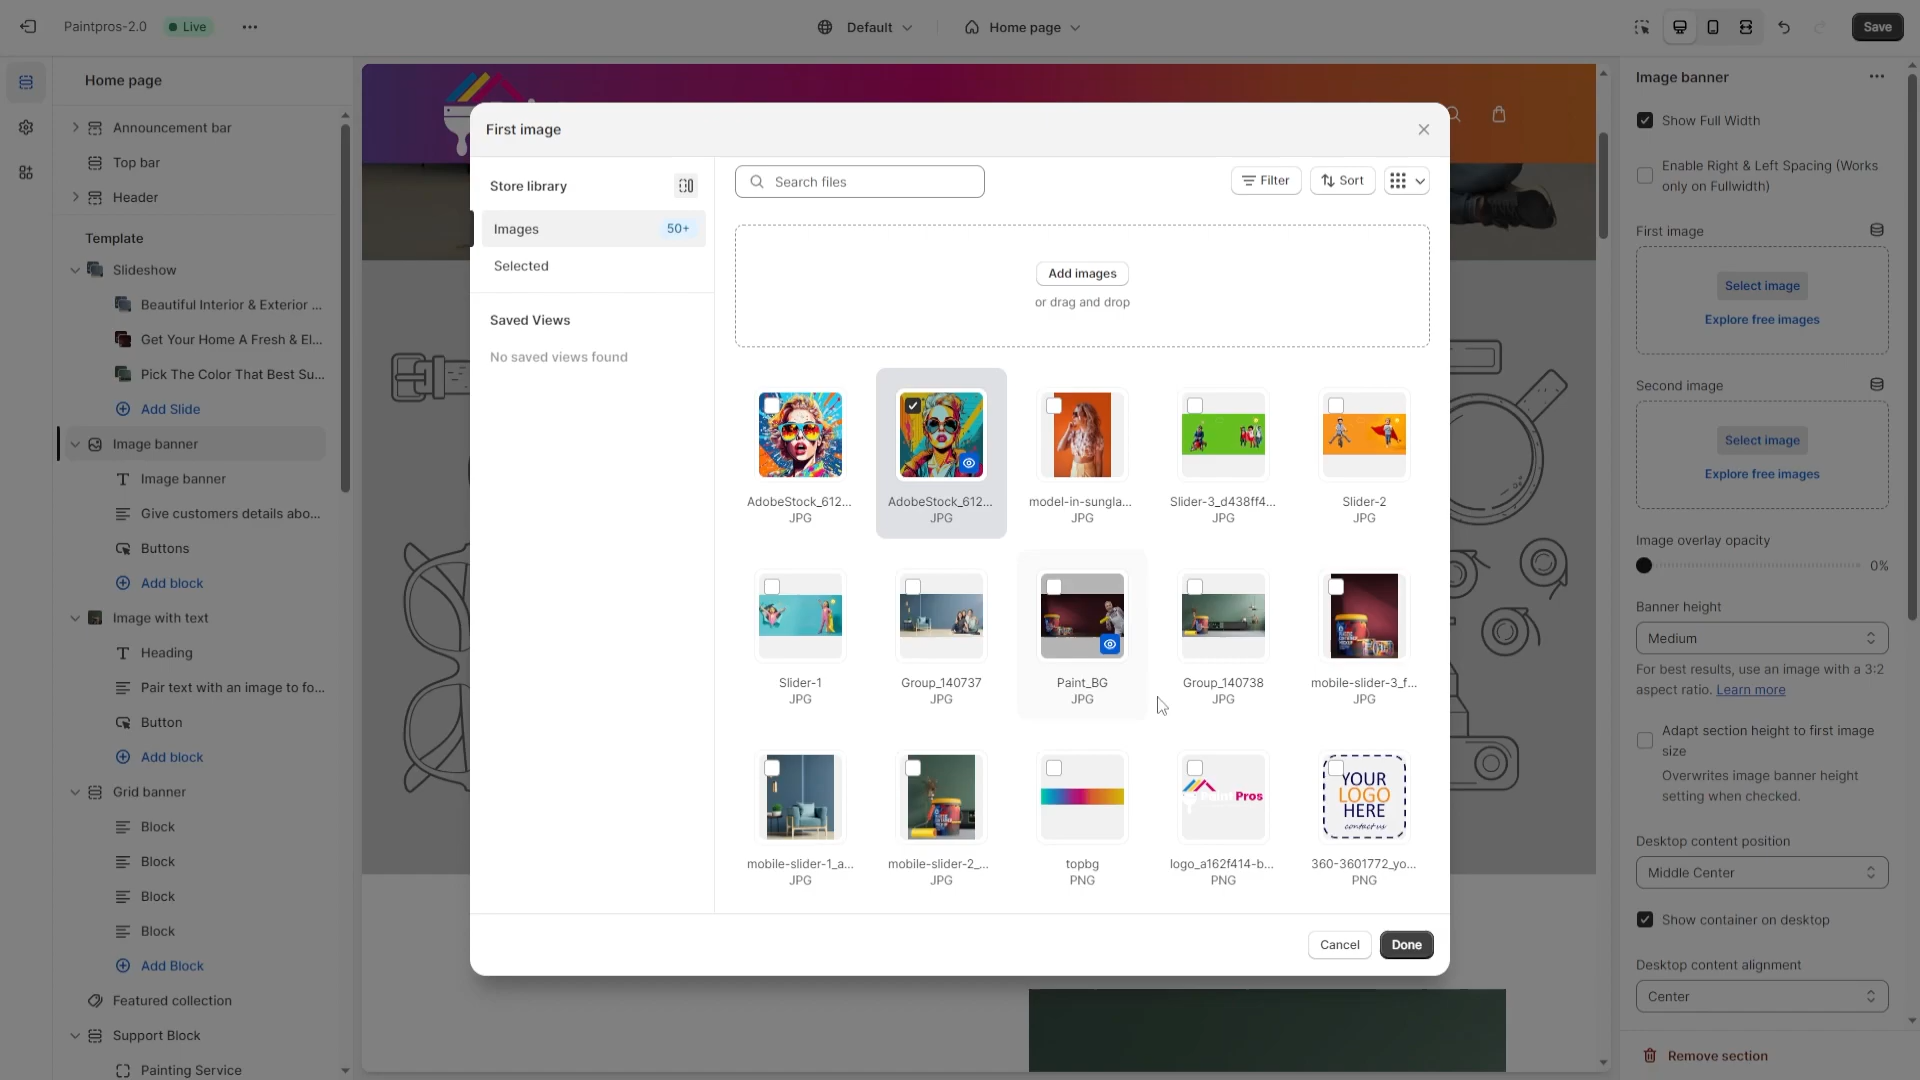 Paintpros-2.0
Live
Default
Home page
Save
Home page
Announcement bar
Top bar
Header
Template
Slideshow
Beautiful Interior & Exterior ...
Get Your Home A Fresh & El...
Pick The Color That Best Su...
Add Slide
Image banner
Image banner
Give customers details abo...
Buttons
Add block
Image with text
Heading
Pair text with an image to fo...
Button
Add block
Grid banner
Block
Block
Block
Block
Add Block
Featured collection
Support Block
Painting Service
First image
Store library
Images
50+
Selected
Saved Views
No saved views found
Search files
Filter
Sort
Add images
or drag and drop
AdobeStock_612...
JPG
AdobeStock_612...
JPG
model-in-sungla...
JPG
Slider-3_d438ff4...
JPG
Slider-2
JPG
Slider-1
JPG
Group_140737
JPG
Paint_BG
JPG
Group_140738
JPG
mobile-slider-3_f...
JPG
mobile-slider-1_a...
JPG
mobile-slider-2_...
JPG
topbg
PNG
Pros
logo_a162f414-b...
PNG
YOUR
LOGO
HERE
contact us
360-3601772_yo...
PNG
Cancel
Done
Image banner
Show Full Width
Enable Right & Left Spacing (Works
only on Fullwidth)
First image
Select image
Explore free images
Second image
Select image
Explore free images
Image overlay opacity
0%
Banner height
Medium
For best results, use an image with a 3:2
aspect ratio. Learn more
Adapt section height to first image
size
Overwrites image banner height
setting when checked.
Desktop content position
Middle Center
Show container on desktop
Desktop content alignment
Center
Remove section